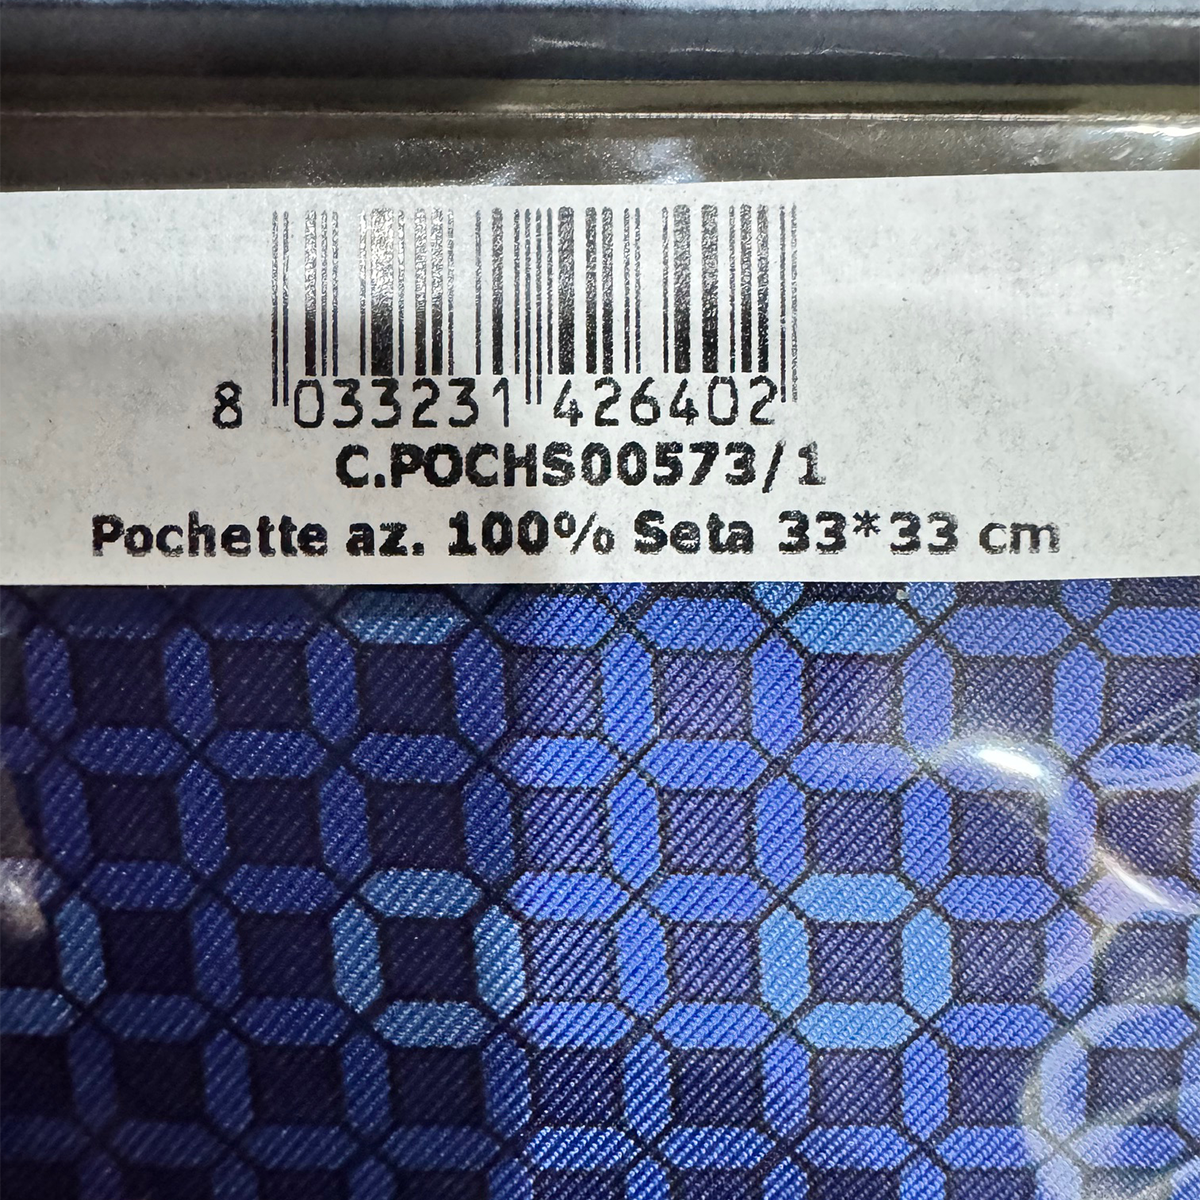 8 033231 426402
C.POCHS00573/1
Pochette az. 100% Seta 33*33 cm